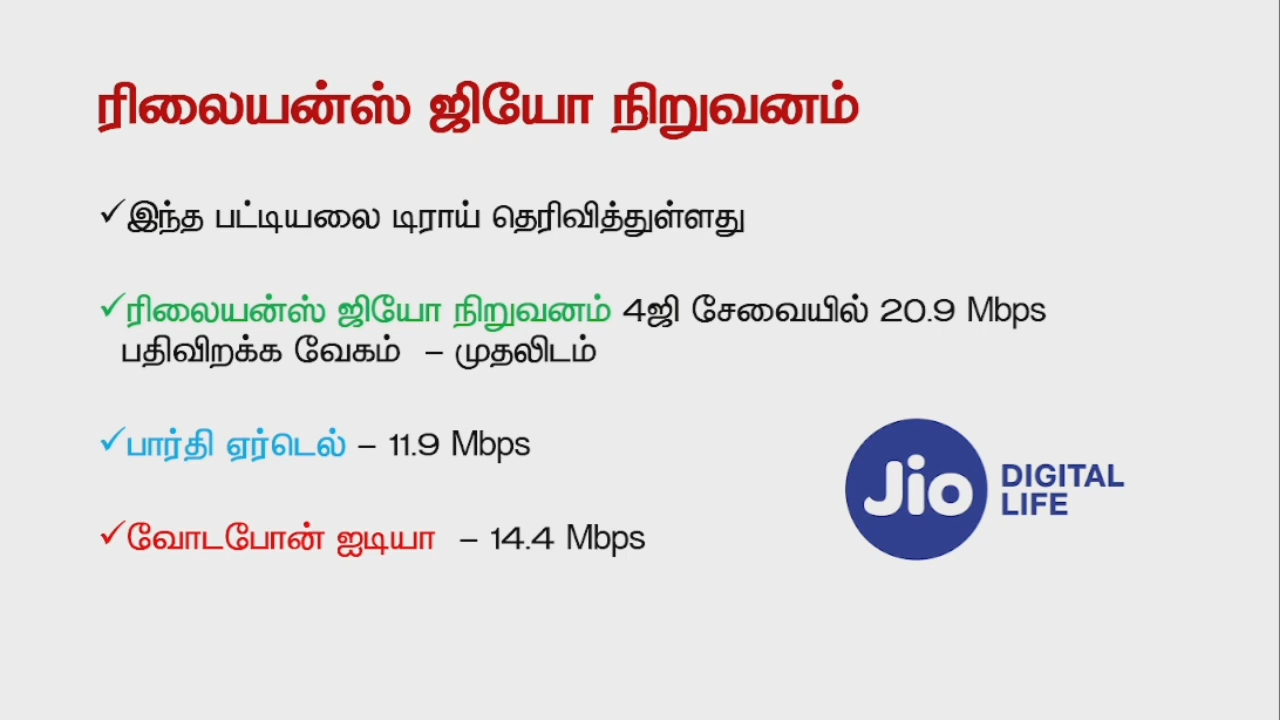 ரிலையன்ஸ் ஜியோ நிறுவனம்
✓இந்த பட்டியலை டிராய் தெரிவித்துள்ளது
✓ரிலையன்ஸ் ஜியோ நிறுவனம் 4ஜி சேவையில் 20.9 Mbps
பதிவிறக்க வேகம் – முதலிடம்
✓பார்தி ஏர்டெல் – 11.9 Mbps
✓வோடபோன் ஐடியா – 14.4 Mbps
Jio DIGITAL
LIFE